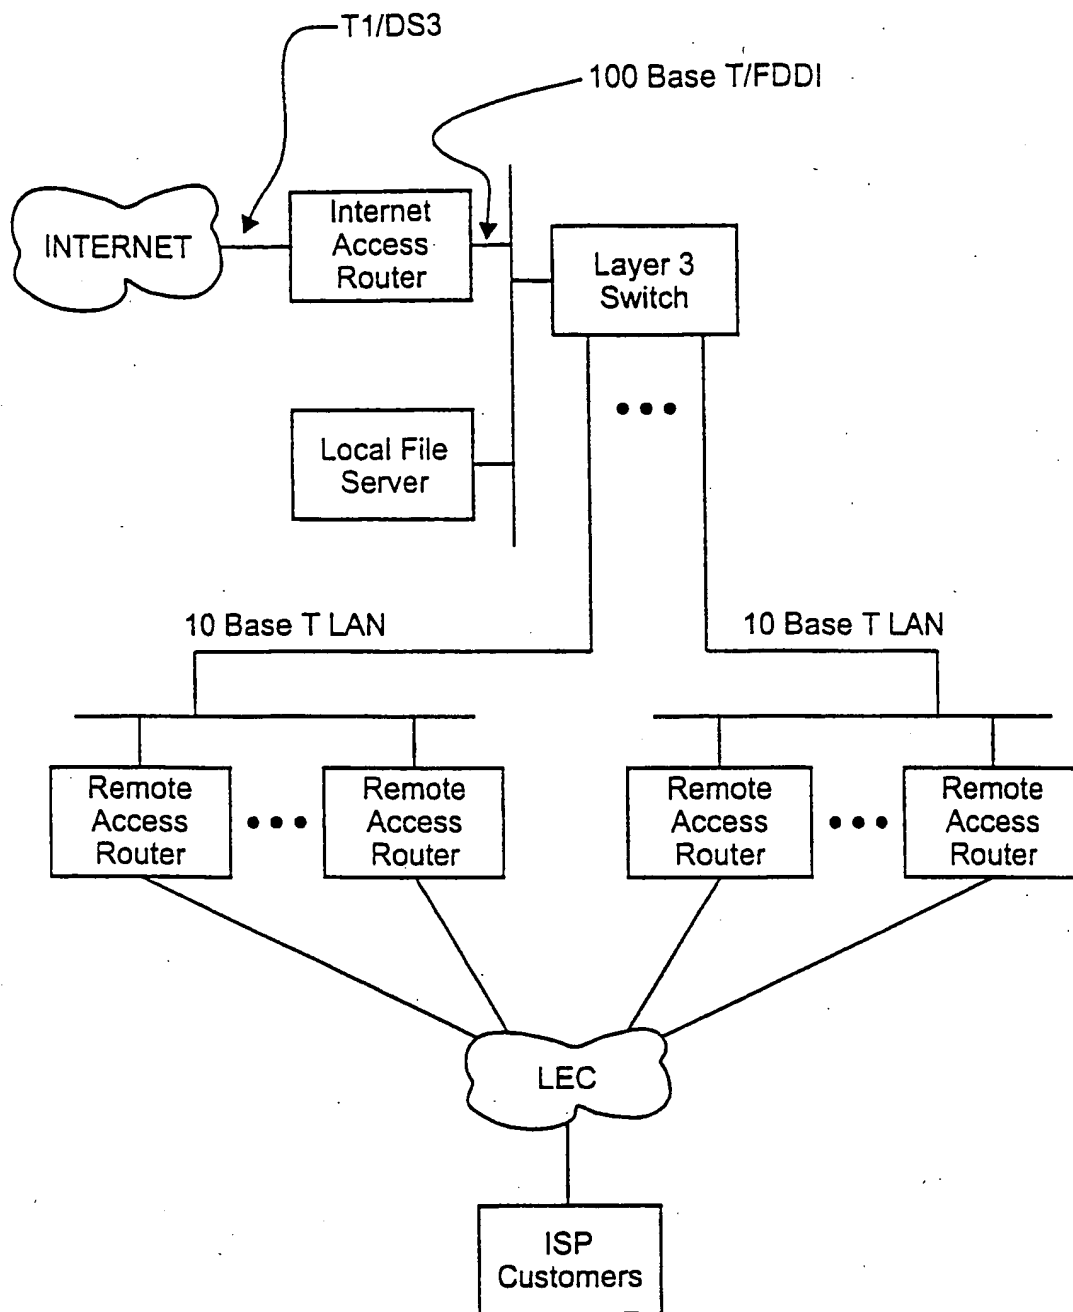 T1/DS3
100 Base T/FDDI
INTERNET
Internet
Access
Router
Layer 3
Switch
Local File
Server
10 Base T LAN
10 Base T LAN
Remote
Access
Router
Remote
Access
Router
Remote
Access
Router
Remote
Access
Router
LEC
ISP
Customers